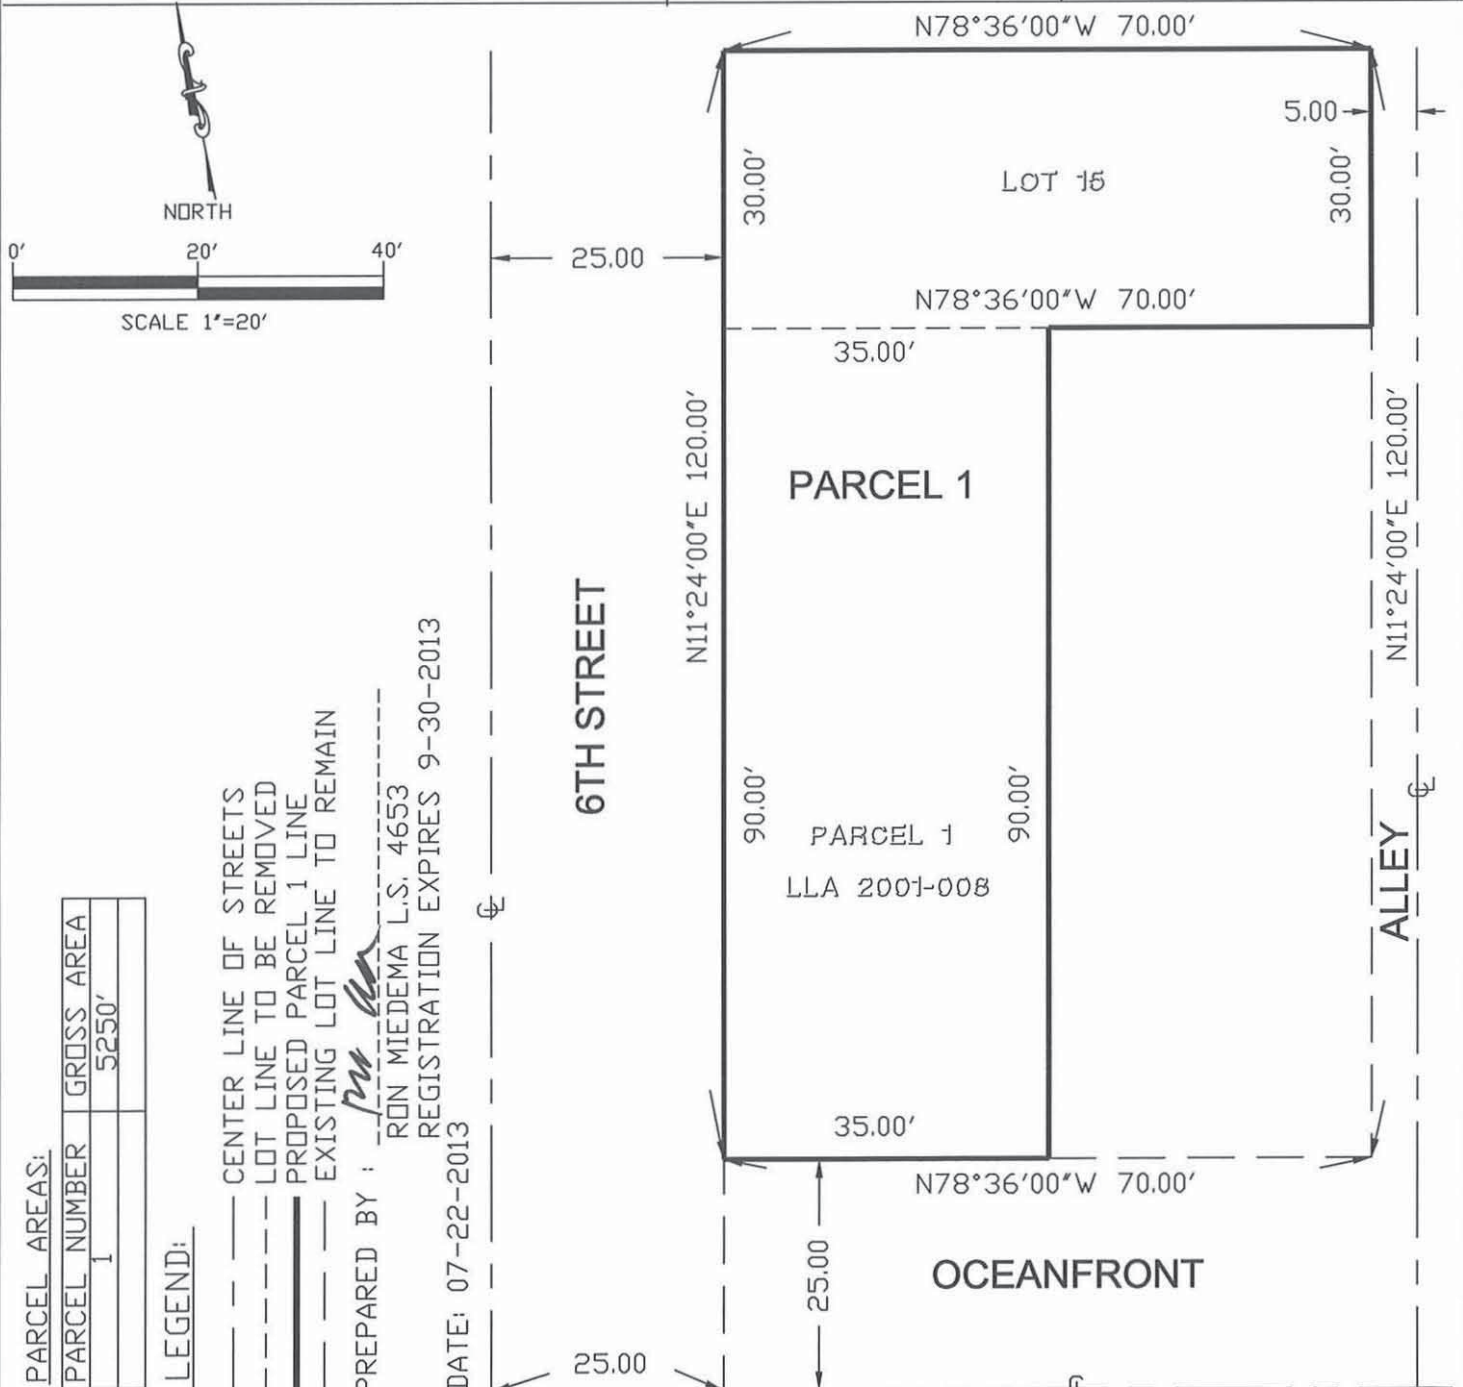 N78°36'00"W 70.00'
5.00
30.00'
LOT 15
30.00'
NORTH
0' 20' 40'
SCALE 1"=20'
25.00
N78°36'00"W 70.00'
35.00'
N11°24'00"E 120.00'
PARCEL 1
N11°24'00"E 120.00'
6TH STREET
90.00'
PARCEL 1
LLA 2001-008
90.00'
ALLEY
35.00'
N78°36'00"W 70.00'
25.00
OCEANFRONT
25.00
PARCEL AREAS:
PARCEL NUMBER GROSS AREA
1 5250'
LEGEND:
CENTER LINE OF STREETS
LOT LINE TO BE REMOVED
PROPOSED PARCEL 1 LINE
EXISTING LOT LINE TO REMAIN
PREPARED BY :
RON MIEDEMA L.S. 4653
REGISTRATION EXPIRES 9-30-2013
DATE: 07-22-2013